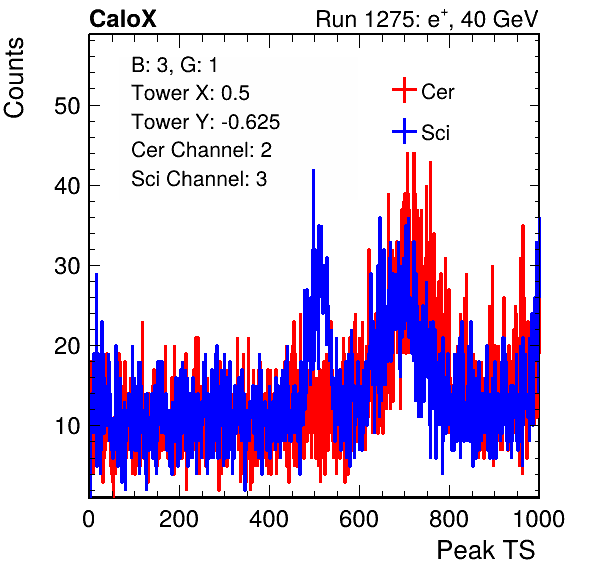 CaloX
Run 1275: e+, 40 GeV
Counts
B: 3, G: 1
Tower X: 0.5
Tower Y: -0.625
Cer Channel: 2
Sci Channel: 3
Cer
Sci
50
40
30
20
10
0 200 400 600 800 1000
Peak TS